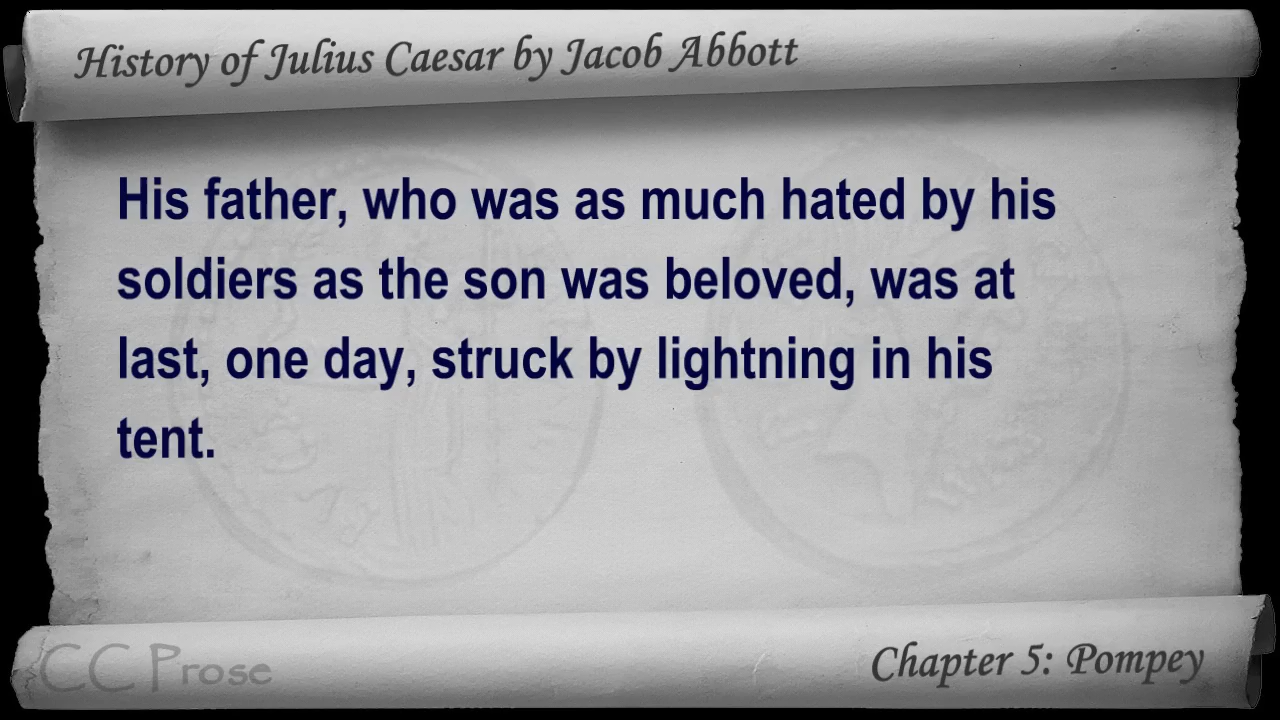 History of Julius Caesar by Jacob Abbott
His father, who was as much hated by his
soldiers as the son was beloved, was at
last, one day, struck by lightning in his
tent.
CC Prose
Chapter 5: Pompey